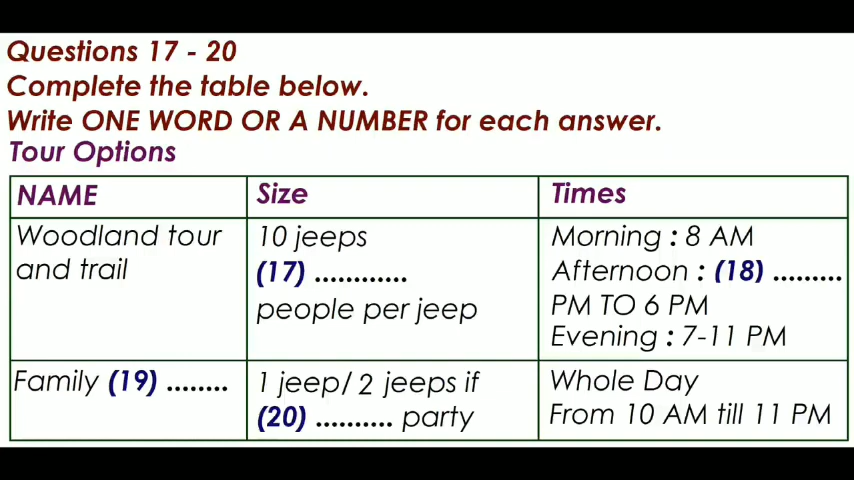 Questions 17 - 20
Complete the table below.
Write ONE WORD OR A NUMBER for each answer.
Tour Options
NAME Size Times
Woodland tour and trail
10 jeeps
(17) ............
people per jeep
Morning : 8 AM
Afternoon : (18) .........
PM TO 6 PM
Evening : 7-11 PM
Family (19) ........
1 jeep/ 2 jeeps if
(20) .......... party
Whole Day
From 10 AM till 11 PM